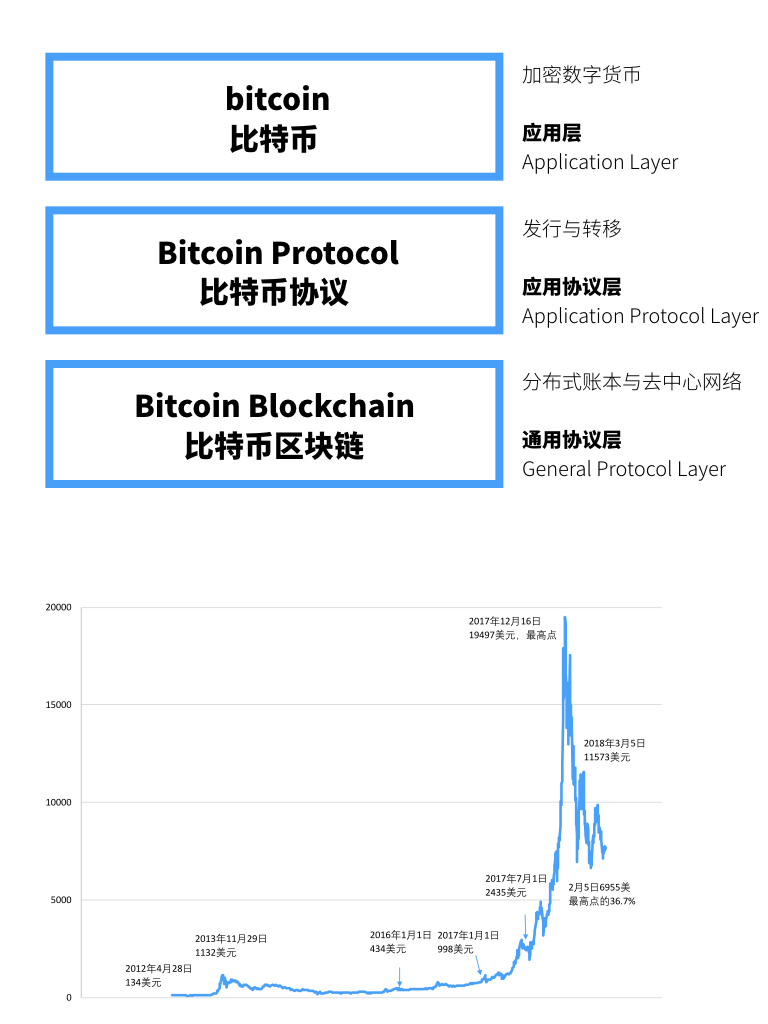 bitcoin
比特币
加密数字货币
应用层
Application Layer
Bitcoin Protocol
比特币协议
发行与转移
应用协议层
Application Protocol Layer
Bitcoin Blockchain
比特币区块链
分布式账本与去中心网络
通用协议层
General Protocol Layer
20000
15000
10000
5000
0
2017年12月16日
19497美元，最高点
2018年3月5日
11573美元
2017年7月1日
2435美元
2月5日6955美
最高点的36.7%
2016年1月1日
434美元
2017年1月1日
998美元
2013年11月29日
1132美元
2012年4月28日
134美元